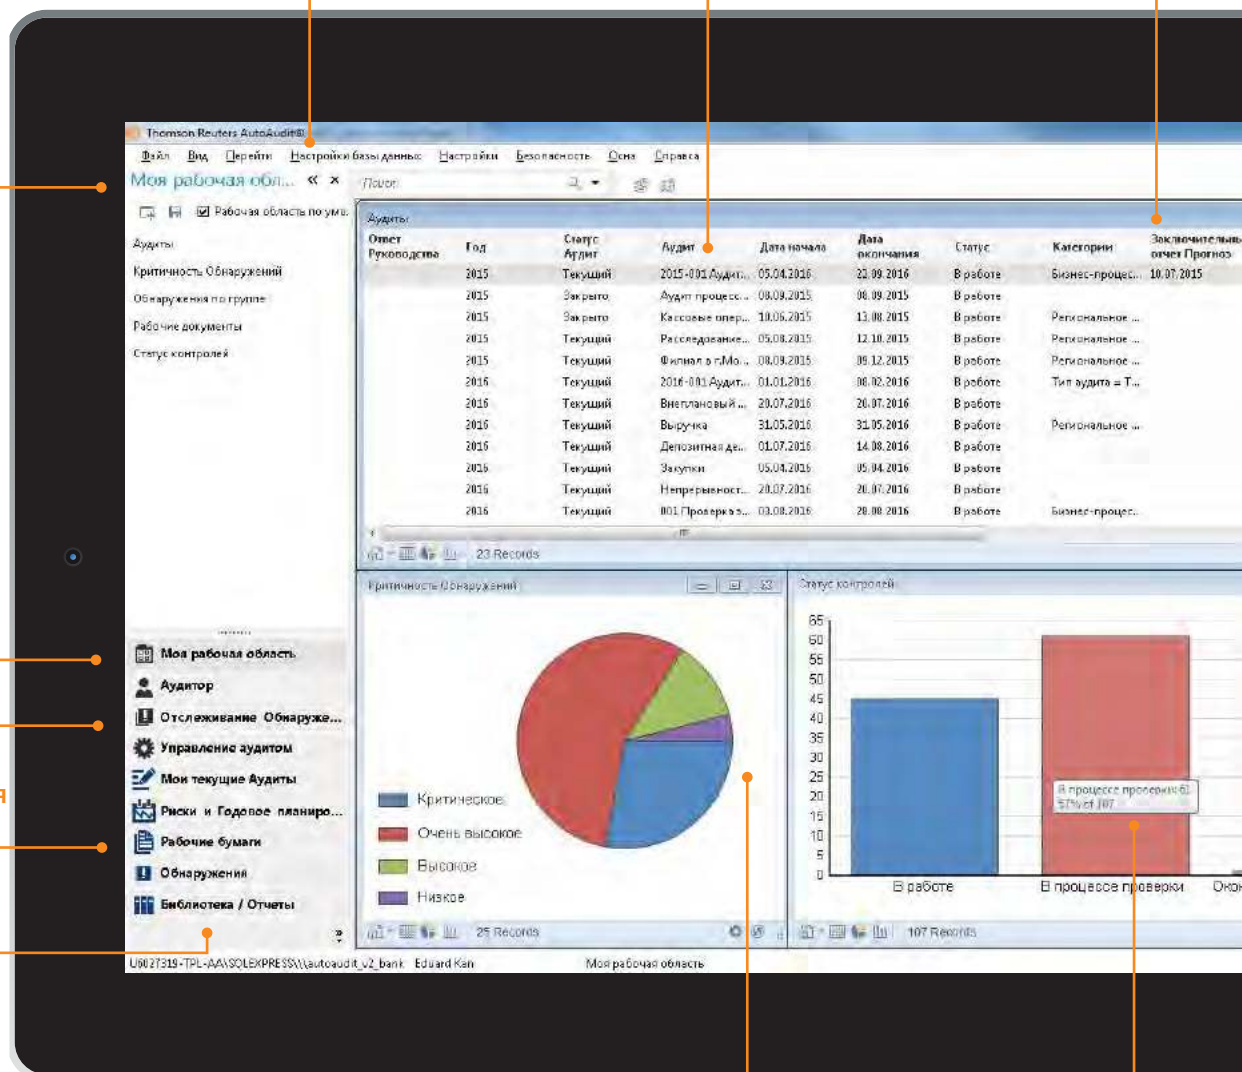 Thomson Reuters AutoAudit®
Файл Вид Перейти Настройки базы данных Настройки Безопасность Окна Справка
Моя рабочая обл... « ×
Поиск
Рабочая область по умо.
Аудиты
Критичность Обнаружений
Обнаружения по группе
Рабочие документы
Статус контролей
Аудиты
Ответ Руководства Год Статус Аудит Аудит Дата начала Дата окончания Статус Категории Заключительны отчет Прогноз
2015 Текущий 2015-001 Аудит... 05.04.2016 22.09.2016 В работе Бизнес-процес... 10.07.2015
2015 Закрыто Аудит процесс... 08.09.2015 08.09.2015 В работе
2015 Закрыто Кассовые опер... 10.06.2015 13.08.2015 В работе Региональное ...
2015 Текущий Расследование... 05.08.2015 12.10.2015 В работе Региональное ...
2015 Текущий Филиал в г.Мо... 08.09.2015 09.12.2015 В работе Региональное ...
2016 Текущий 2016-001 Аудит... 01.01.2016 08.02.2016 В работе Тип аудита = Т...
2016 Текущий Внеплановый ... 20.07.2016 20.07.2016 В работе
2016 Текущий Выручка 31.05.2016 31.05.2016 В работе Региональное ...
2016 Текущий Депозитная де... 01.07.2016 14.08.2016 В работе
2016 Текущий Закупки 05.04.2016 05.04.2016 В работе
2016 Текущий Непрерывност... 20.07.2016 20.07.2016 В работе
2016 Текущий 001 Проверка э... 03.08.2016 28.08.2016 В работе Бизнес-процес..
23 Records
Моя рабочая область
Аудитор
Отслеживание Обнаруже...
Управление аудитом
Мои текущие Аудиты
Я
Риски и Годовое планиро...
Рабочие бумаги
Обнаружения
Библиотека / Отчеты
»
Критичность Обнаружений
Критическое
Очень высокое
Высокое
Низкое
25 Records
Статус контролей
65
60
55
50
45
40
35
30
25
20
15
10
5
0
В процессе проверки: 61
57% of 107
В работе В процессе проверки Окон
107 Records
U6027319-TPL-AA\SQLEXPRESS\\\autoaudit_v2_bank Eduard Kan Моя рабочая область